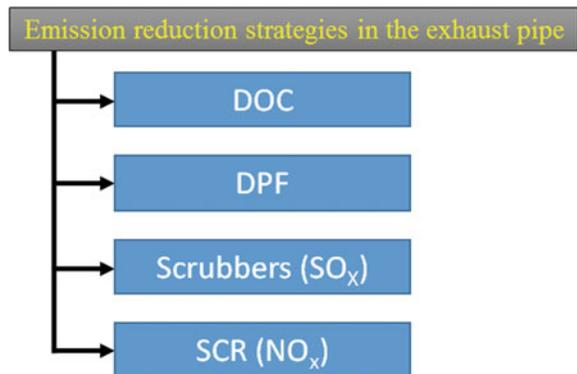 Emission reduction strategies in the exhaust pipe
DOC
DPF
Scrubbers (SOX)
SCR (NOx)